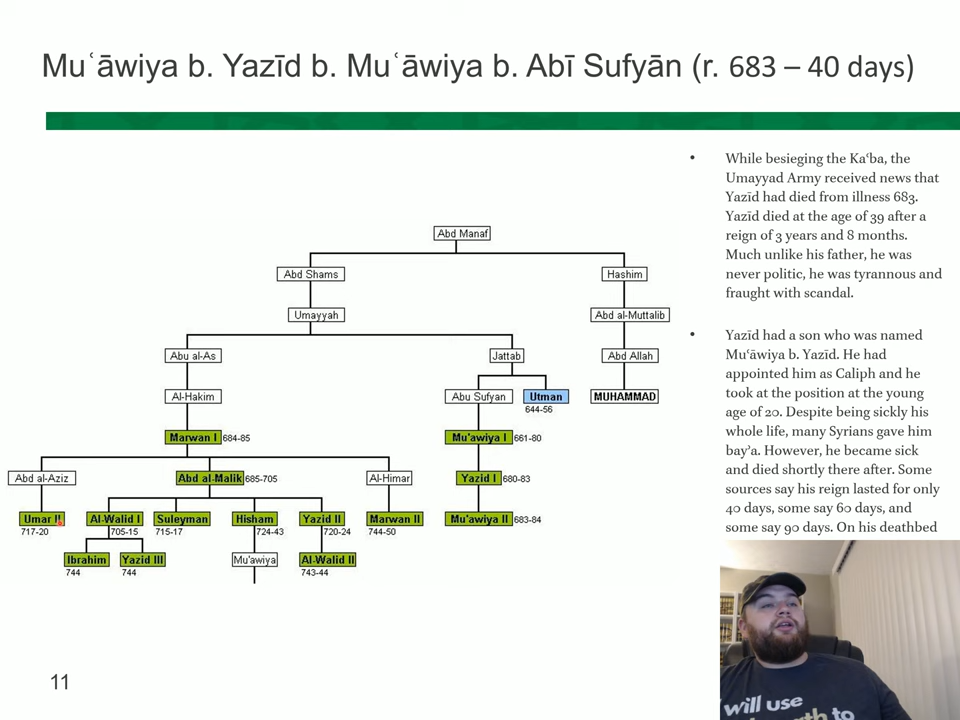 Muʿāwiya b. Yazīd b. Muʿāwiya b. Abī Sufyān (r. 683 – 40 days)
• While besieging the Kaʿba, the
Umayyad Army received news that
Yazīd had died from illness 683.
Yazīd died at the age of 39 after a
reign of 3 years and 8 months.
Much unlike his father, he was
never politic, he was tyrannous and
fraught with scandal.
• Yazīd had a son who was named
Muʿāwiya b. Yazīd. He had
appointed him as Caliph and he
took at the position at the young
age of 20. Despite being sickly his
whole life, many Syrians gave him
bay’a. However, he became sick
and died shortly there after. Some
sources say his reign lasted for only
40 days, some say 60 days, and
some say 90 days. On his deathbed
Abd Manaf
Abd Shams
Hashim
Umayyah
Abd al-Muttalib
Abu al-As
Jattab
Abd Allah
Al-Hakim
Abu Sufyan
Utman
MUHAMMAD
644-56
Marwan I 684-85
Mu'awiya I 661-80
Abd al-Aziz
Abd al-Malik 685-705
Al-Himar
Yazid I 680-83
Umar II
Al-Walid I
Suleyman
Hisham
Yazid II
Marwan II
Mu'awiya II 683-84
717-20
705-15
715-17
724-43
720-24
744-50
Ibrahim
Yazid III
Mu'awiya
Al-Walid II
744
744
743-44
11
will use
to